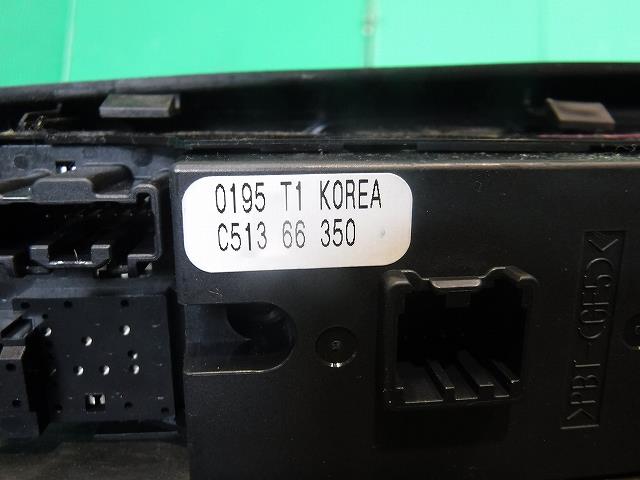 0195 T1 KOREA
C513 66 350
>PBT-(GF5)<